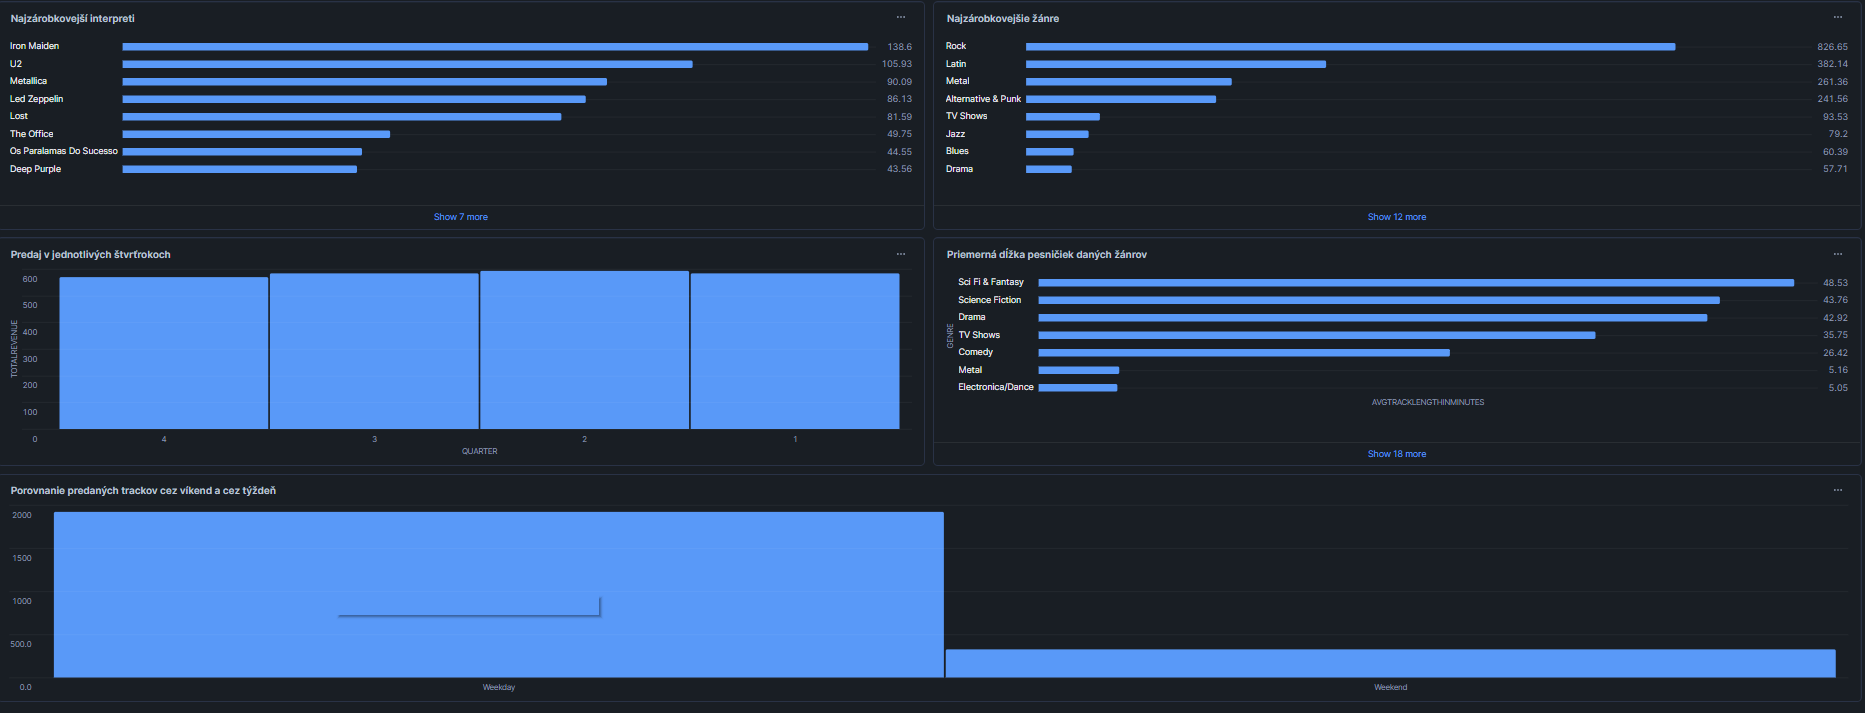 Najzárobkovejší interpreti
...
Iron Maiden 138.6
U2 105.93
Metallica 90.09
Led Zeppelin 86.13
Lost 81.59
The Office 49.75
Os Paralamas Do Sucesso 44.55
Deep Purple 43.56
Show 7 more
Najzárobkovejšie žánre
...
Rock 826.65
Latin 382.14
Metal 261.36
Alternative & Punk 241.56
TV Shows 93.53
Jazz 79.2
Blues 60.39
Drama 57.71
Show 12 more
Predaj v jednotlivých štvrťrokoch
...
TOTALREVENUE
600
500
400
300
200
100
0
4 3 2 1
QUARTER
Priemerná dĺžka pesničiek daných žánrov
...
GENRE
Sci Fi & Fantasy 48.53
Science Fiction 43.76
Drama 42.92
TV Shows 35.75
Comedy 26.42
Metal 5.16
Electronica/Dance 5.05
AVGTRACKLENGTHINMINUTES
Show 18 more
Porovnanie predaných trackov cez víkend a cez týždeň
...
2000
1500
1000
500.0
0.0
Weekday Weekend